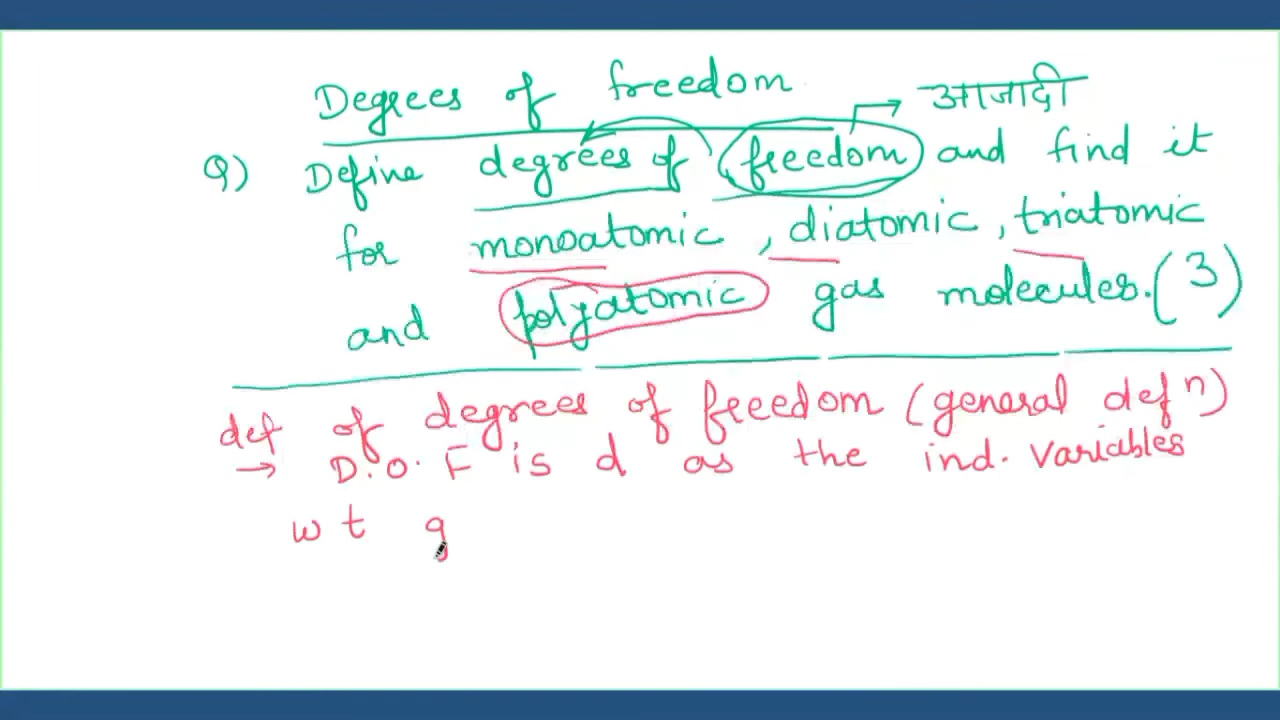 Degrees of freedom
आजादी
Q) Define degrees of freedom and find it
for monoatomic, diatomic, triatomic
and polyatomic gas molecules. (3)
def of degrees of freedom (general defⁿ)
→ D.O.F is d as the ind. variables
w t g